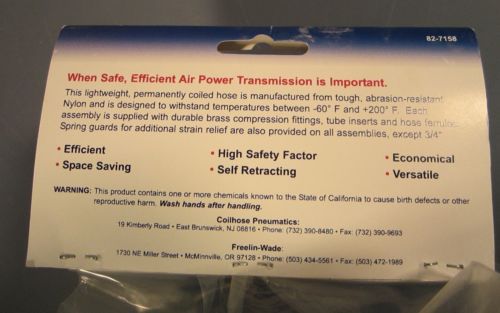 82-7158
When Safe, Efficient Air Power Transmission is Important.
This lightweight, permanently coiled hose is manufactured from tough, abrasion-resistant
Nylon and is designed to withstand temperatures between -60° F and +200° F. Each
assembly is supplied with durable brass compression fittings, tube inserts and hose ferrules.
Spring guards for additional strain relief are also provided on all assemblies, except 3/4"
• Efficient • High Safety Factor • Economical
• Space Saving • Self Retracting • Versatile
WARNING: This product contains one or more chemicals known to the State of California to cause birth defects or other
reproductive harm. Wash hands after handling.
Coilhose Pneumatics:
19 Kimberly Road • East Brunswick, NJ 08816 • Phone: (732) 390-8480 • Fax: (732) 390-9693
Freelin-Wade:
1730 NE Miller Street • McMinnville, OR 97128 • Phone: (503) 434-5561 • Fax: (503) 472-1989